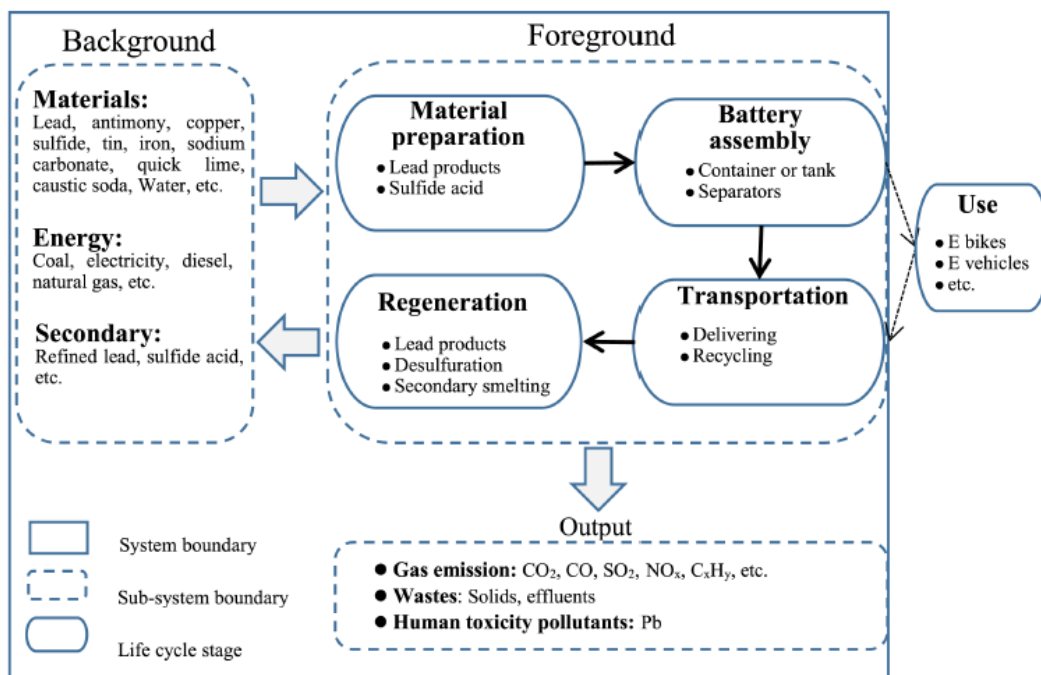 Background
Materials:
Lead, antimony, copper,
sulfide, tin, iron, sodium
carbonate, quick lime,
caustic soda, Water, etc.
Energy:
Coal, electricity, diesel,
natural gas, etc.
Secondary:
Refined lead, sulfide acid,
etc.
Foreground
Material
preparation
● Lead products
● Sulfide acid
Battery
assembly
● Container or tank
● Separators
Use
● E bikes
● E vehicles
● etc.
Regeneration
● Lead products
● Desulfuration
● Secondary smelting
Transportation
● Delivering
● Recycling
Output
● Gas emission: CO₂, CO, SO₂, NOₓ, CₓHᵧ, etc.
● Wastes: Solids, effluents
● Human toxicity pollutants: Pb
System boundary
Sub-system boundary
Life cycle stage